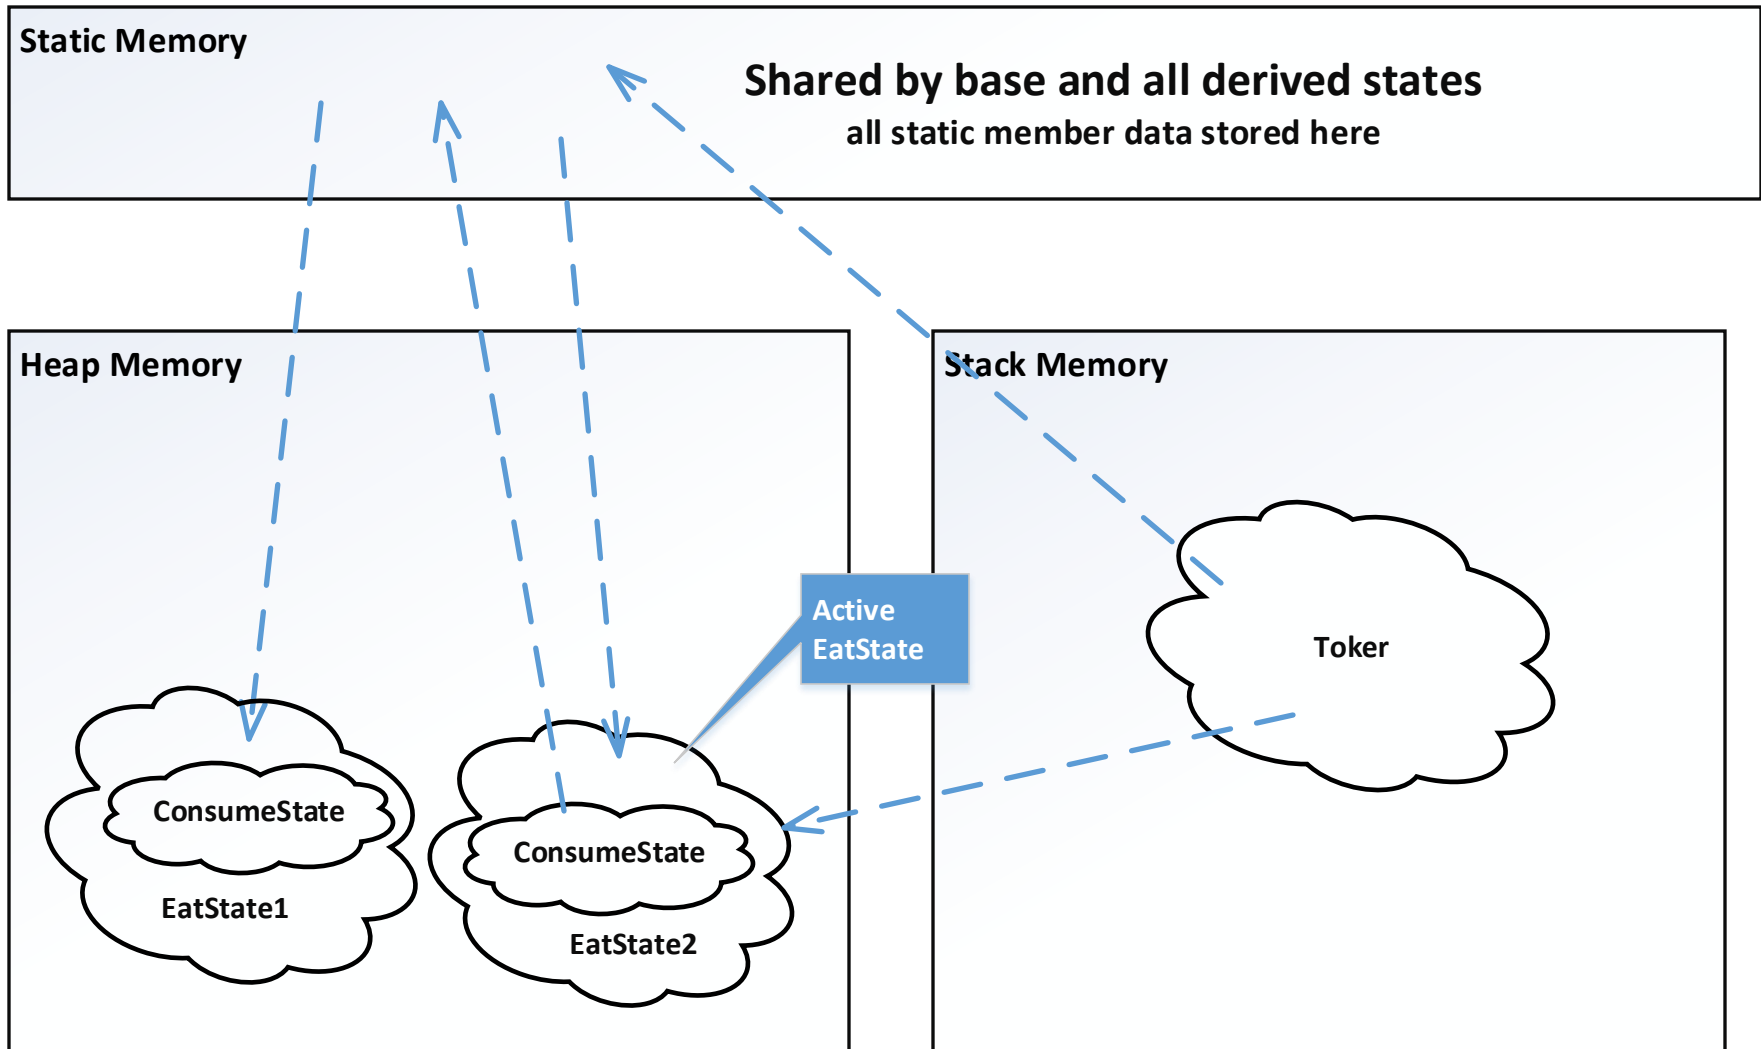 Static Memory
Shared by base and all derived states
all static member data stored here
Heap Memory
Stack Memory
Active
EatState
Toker
ConsumeState
EatState1
ConsumeState
EatState2